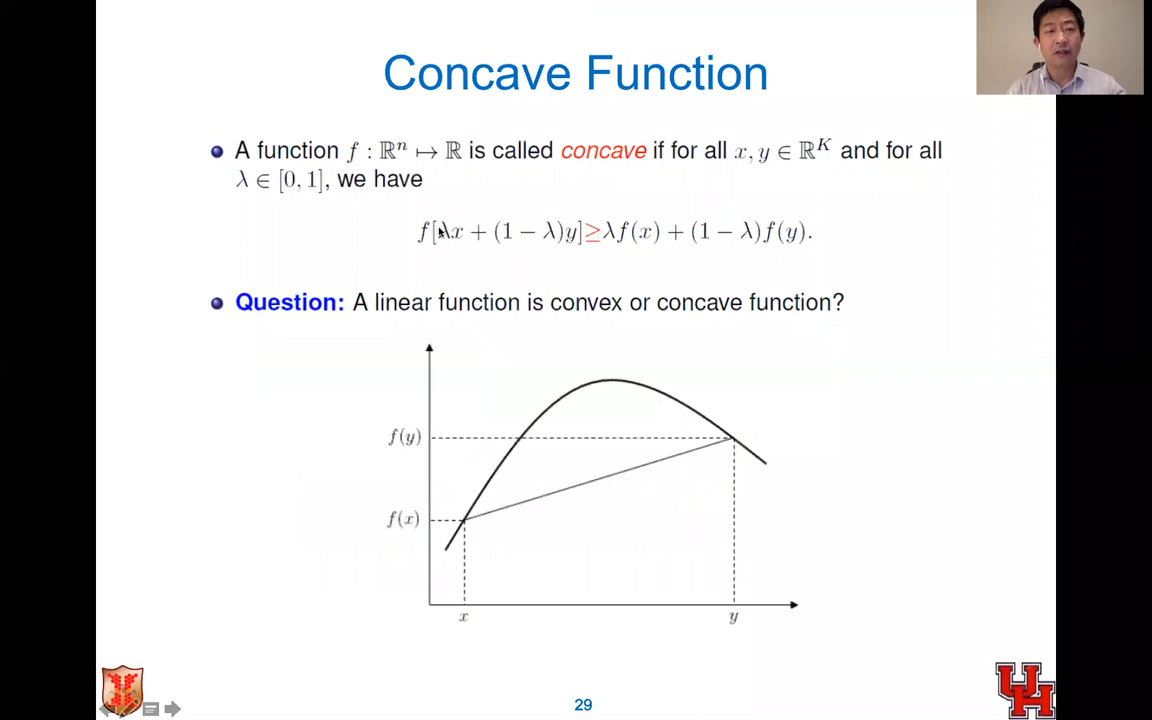 Concave Function
A function f : ℝⁿ ↦ ℝ is called concave if for all x, y ∈ ℝᴷ and for all
λ ∈ [0, 1], we have
f[λx + (1 − λ)y]≥λf(x) + (1 − λ)f(y).
Question: A linear function is convex or concave function?
f(y)
f(x)
x
y
29
UH